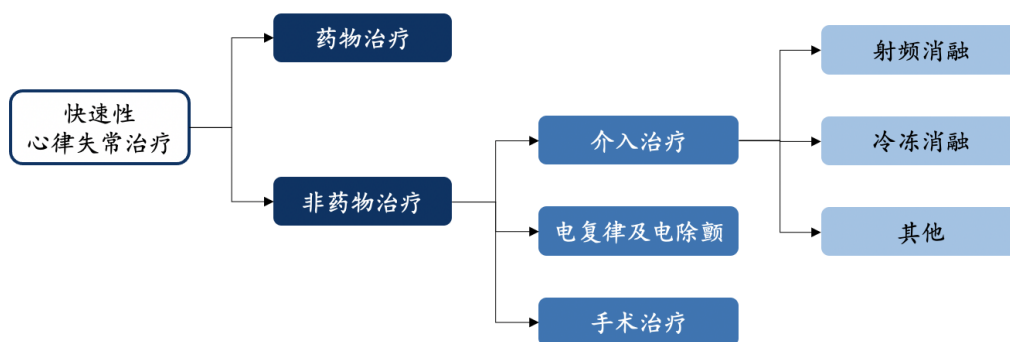 快速性
心律失常治疗
药物治疗
非药物治疗
介入治疗
电复律及电除颤
手术治疗
射频消融
冷冻消融
其他